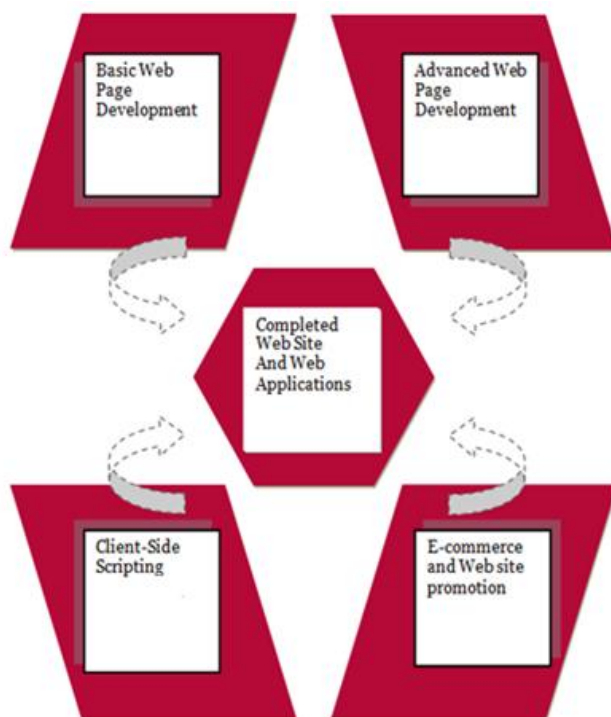 Basic Web
Page
Development
Advanced Web
Page
Development
Completed
Web Site
And Web
Applications
Client-Side
Scripting
E-commerce
and Web site
promotion